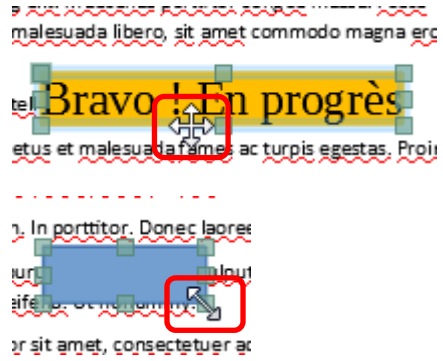 malesuada libero, sit amet commodo magna ero
Bravo ! En progrès
etus et malesuada fames ac turpis egestas. Proin
n. In porttitor. Donec laoree
or sit amet, consectetuer ad